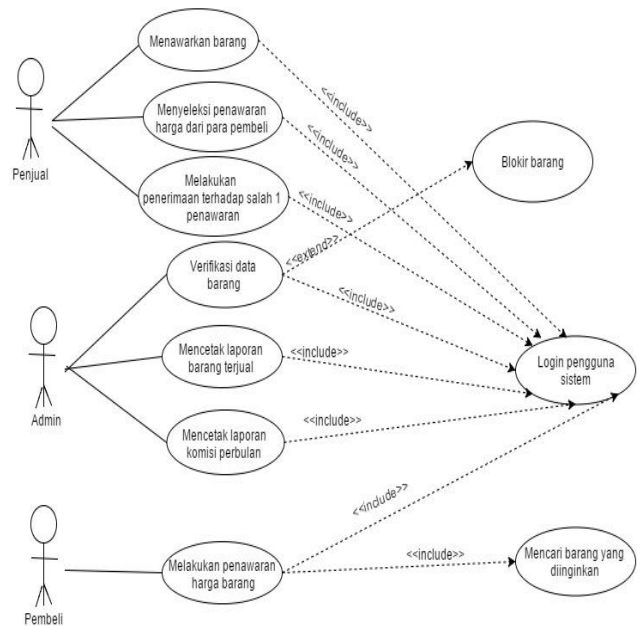 Menawarkan barang
<<include>>
Menyeleksi penawaran
harga dari para pembeli
<<include>>
Blokir barang
Penjual
Melakukan
penerimaan terhadap salah 1
penawaran
<<include>>
<<extend>>
Verifikasi data
barang
<<include>>
Mencetak laporan
barang terjual
<<include>>
Login pengguna
sistem
Admin
Mencetak laporan
komisi perbulan
<<include>>
<<include>>
Melakukan penawaran
harga barang
<<include>>
Mencari barang yang
diinginkan
Pembeli